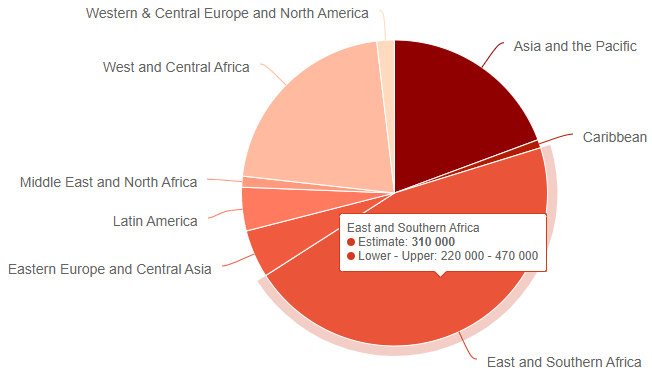 Western & Central Europe and North America
Asia and the Pacific
West and Central Africa
Caribbean
Middle East and North Africa
Latin America
East and Southern Africa
Estimate: 310 000
Lower - Upper: 220 000 - 470 000
Eastern Europe and Central Asia
East and Southern Africa